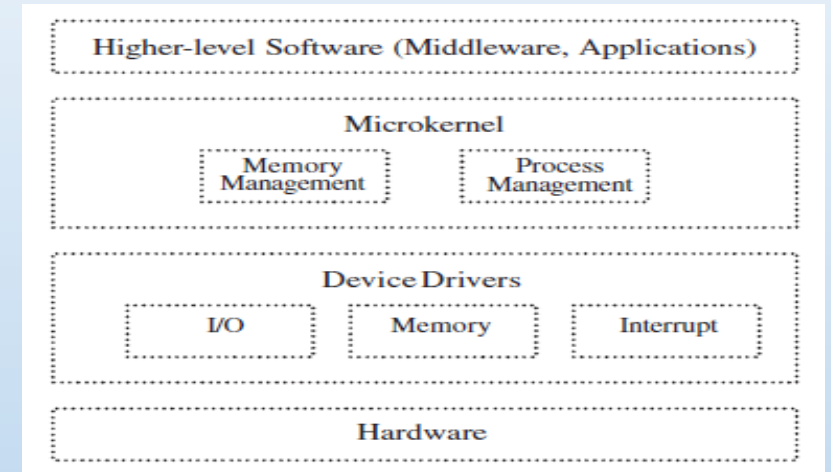 Higher-level Software (Middleware, Applications)
Microkernel
Memory
Management
Process
Management
Device Drivers
I/O
Memory
Interrupt
Hardware